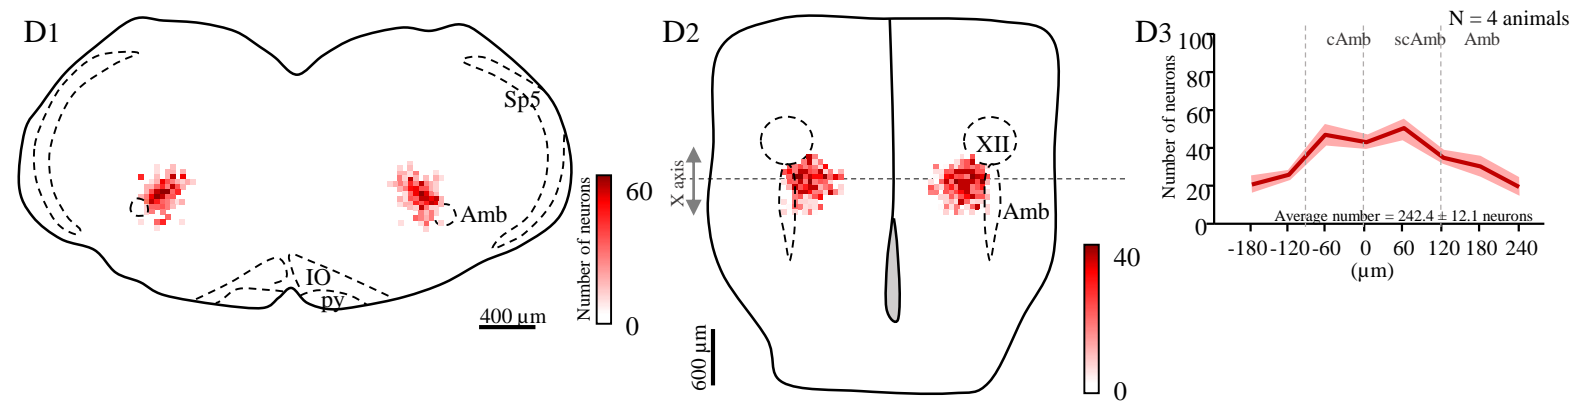 D1
Sp5
Amb
IO
py
400 µm
Number of neurons
60
0
D2
X axis
XII
Amb
600 µm
40
0
D3
N = 4 animals
cAmb scAmb Amb
Number of neurons
100
80
60
40
20
0
Average number = 242.4 ± 12.1 neurons
-180 -120 -60 0 60 120 180 240
(µm)